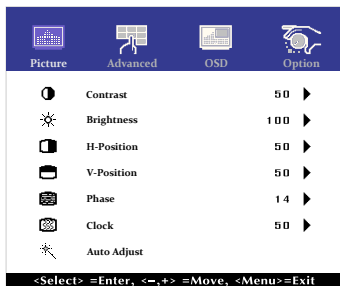 Picture Advanced OSD Option
Contrast 50
Brightness 100
H-Position 50
V-Position 50
Phase 14
Clock 50
Auto Adjust
<Select> =Enter, <−,+> =Move, <Menu>=Exit